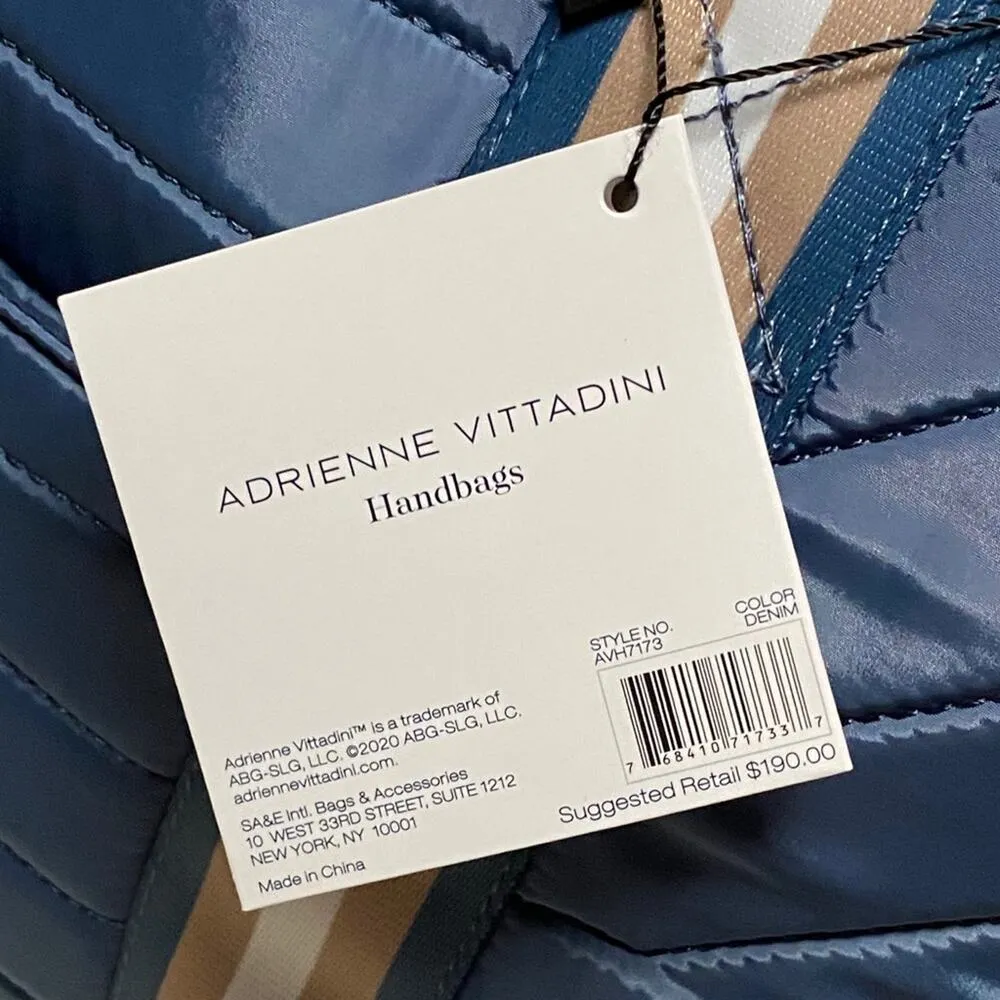 ADRIENNE VITTADINI
Handbags
STYLE NO.
AVH7173
COLOR
DENIM
7 68410 71733 7
Suggested Retail $190.00
Adrienne Vittadini™ is a trademark of
ABG-SLG, LLC. ©2020 ABG-SLG, LLC.
adriennevittadini.com.
SA&E Intl. Bags & Accessories
10 WEST 33RD STREET, SUITE 1212
NEW YORK, NY 10001
Made in China